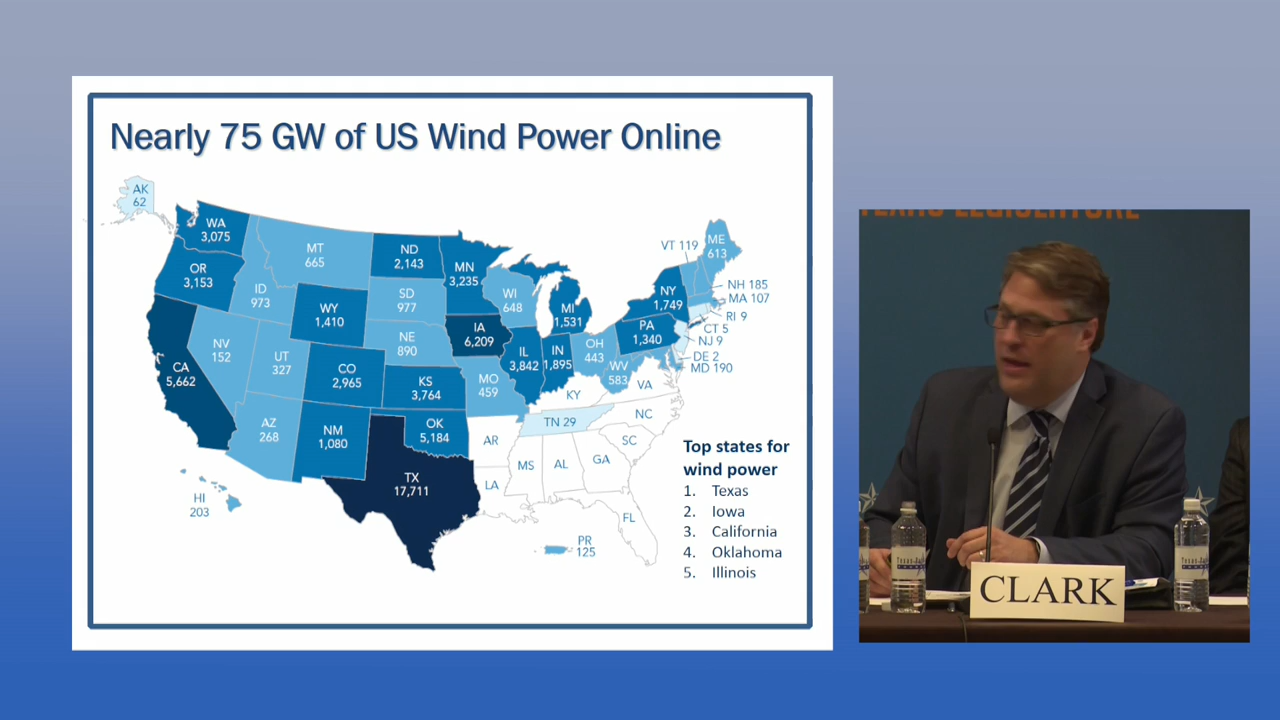 Nearly 75 GW of US Wind Power Online
AK
62
WA
3,075
OR
3,153
CA
5,662
NV
152
ID
973
MT
665
WY
1,410
UT
327
AZ
268
CO
2,965
NM
1,080
ND
2,143
SD
977
NE
890
KS
3,764
OK
5,184
TX
17,711
MN
3,235
IA
6,209
MO
459
AR
LA
WI
648
IL
3,842
MI
1,531
IN
1,895
OH
443
KY
TN 29
MS
AL
GA
FL
SC
NC
VA
WV
583
PA
1,340
NY
1,749
VT 119
ME
613
NH 185
MA 107
RI 9
CT 5
NJ 9
DE 2
MD 190
HI
203
PR
125
Top states for
wind power
1. Texas
2. Iowa
3. California
4. Oklahoma
5. Illinois
TEXAS LEGISLATURE
CLARK